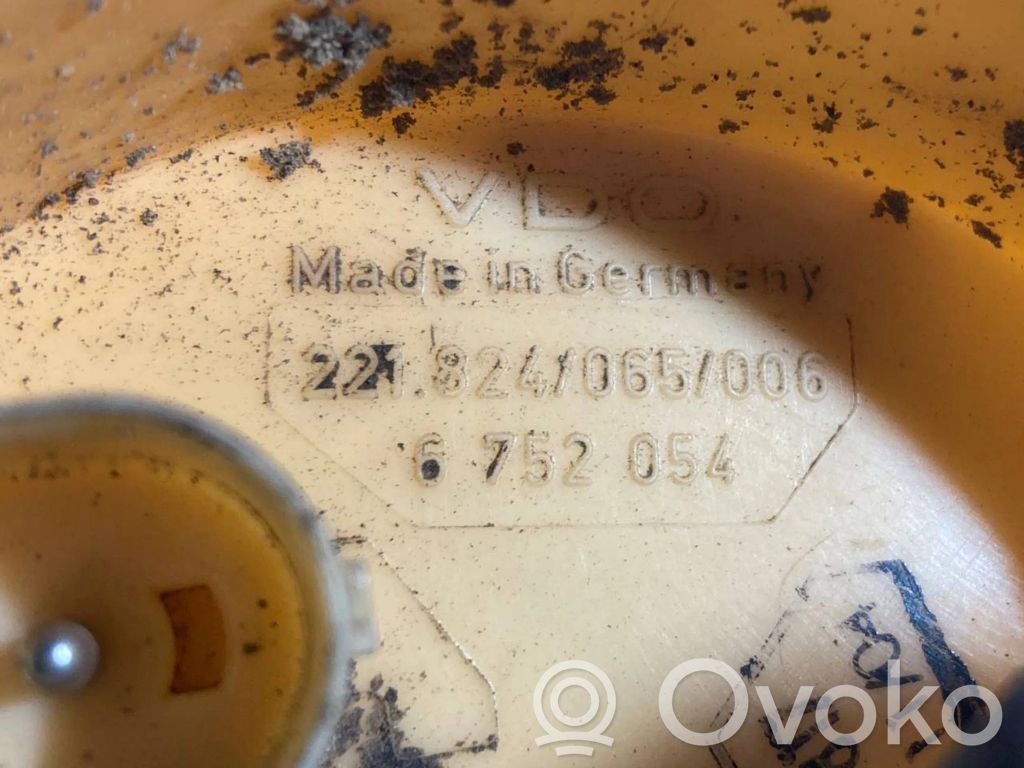 VDO
Made in Germany
221.824/065/006
6 752 054
Ovoko